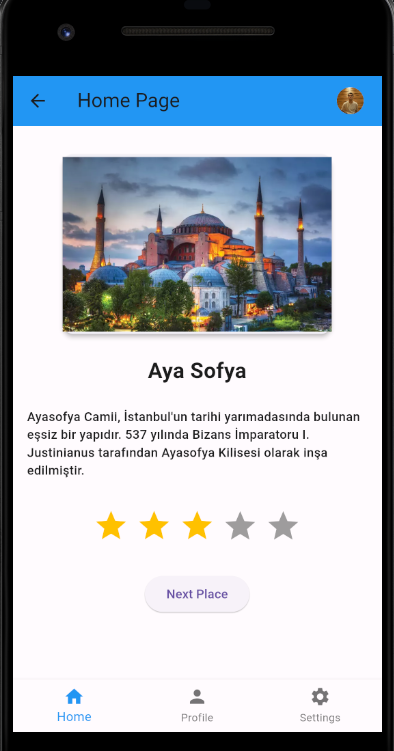 Home Page
Aya Sofya
Ayasofya Camii, İstanbul'un tarihi yarımadasında bulunan
eşsiz bir yapıdır. 537 yılında Bizans İmparatoru I.
Justinianus tarafından Ayasofya Kilisesi olarak inşa
edilmiştir.
Next Place
Home
Profile
Settings